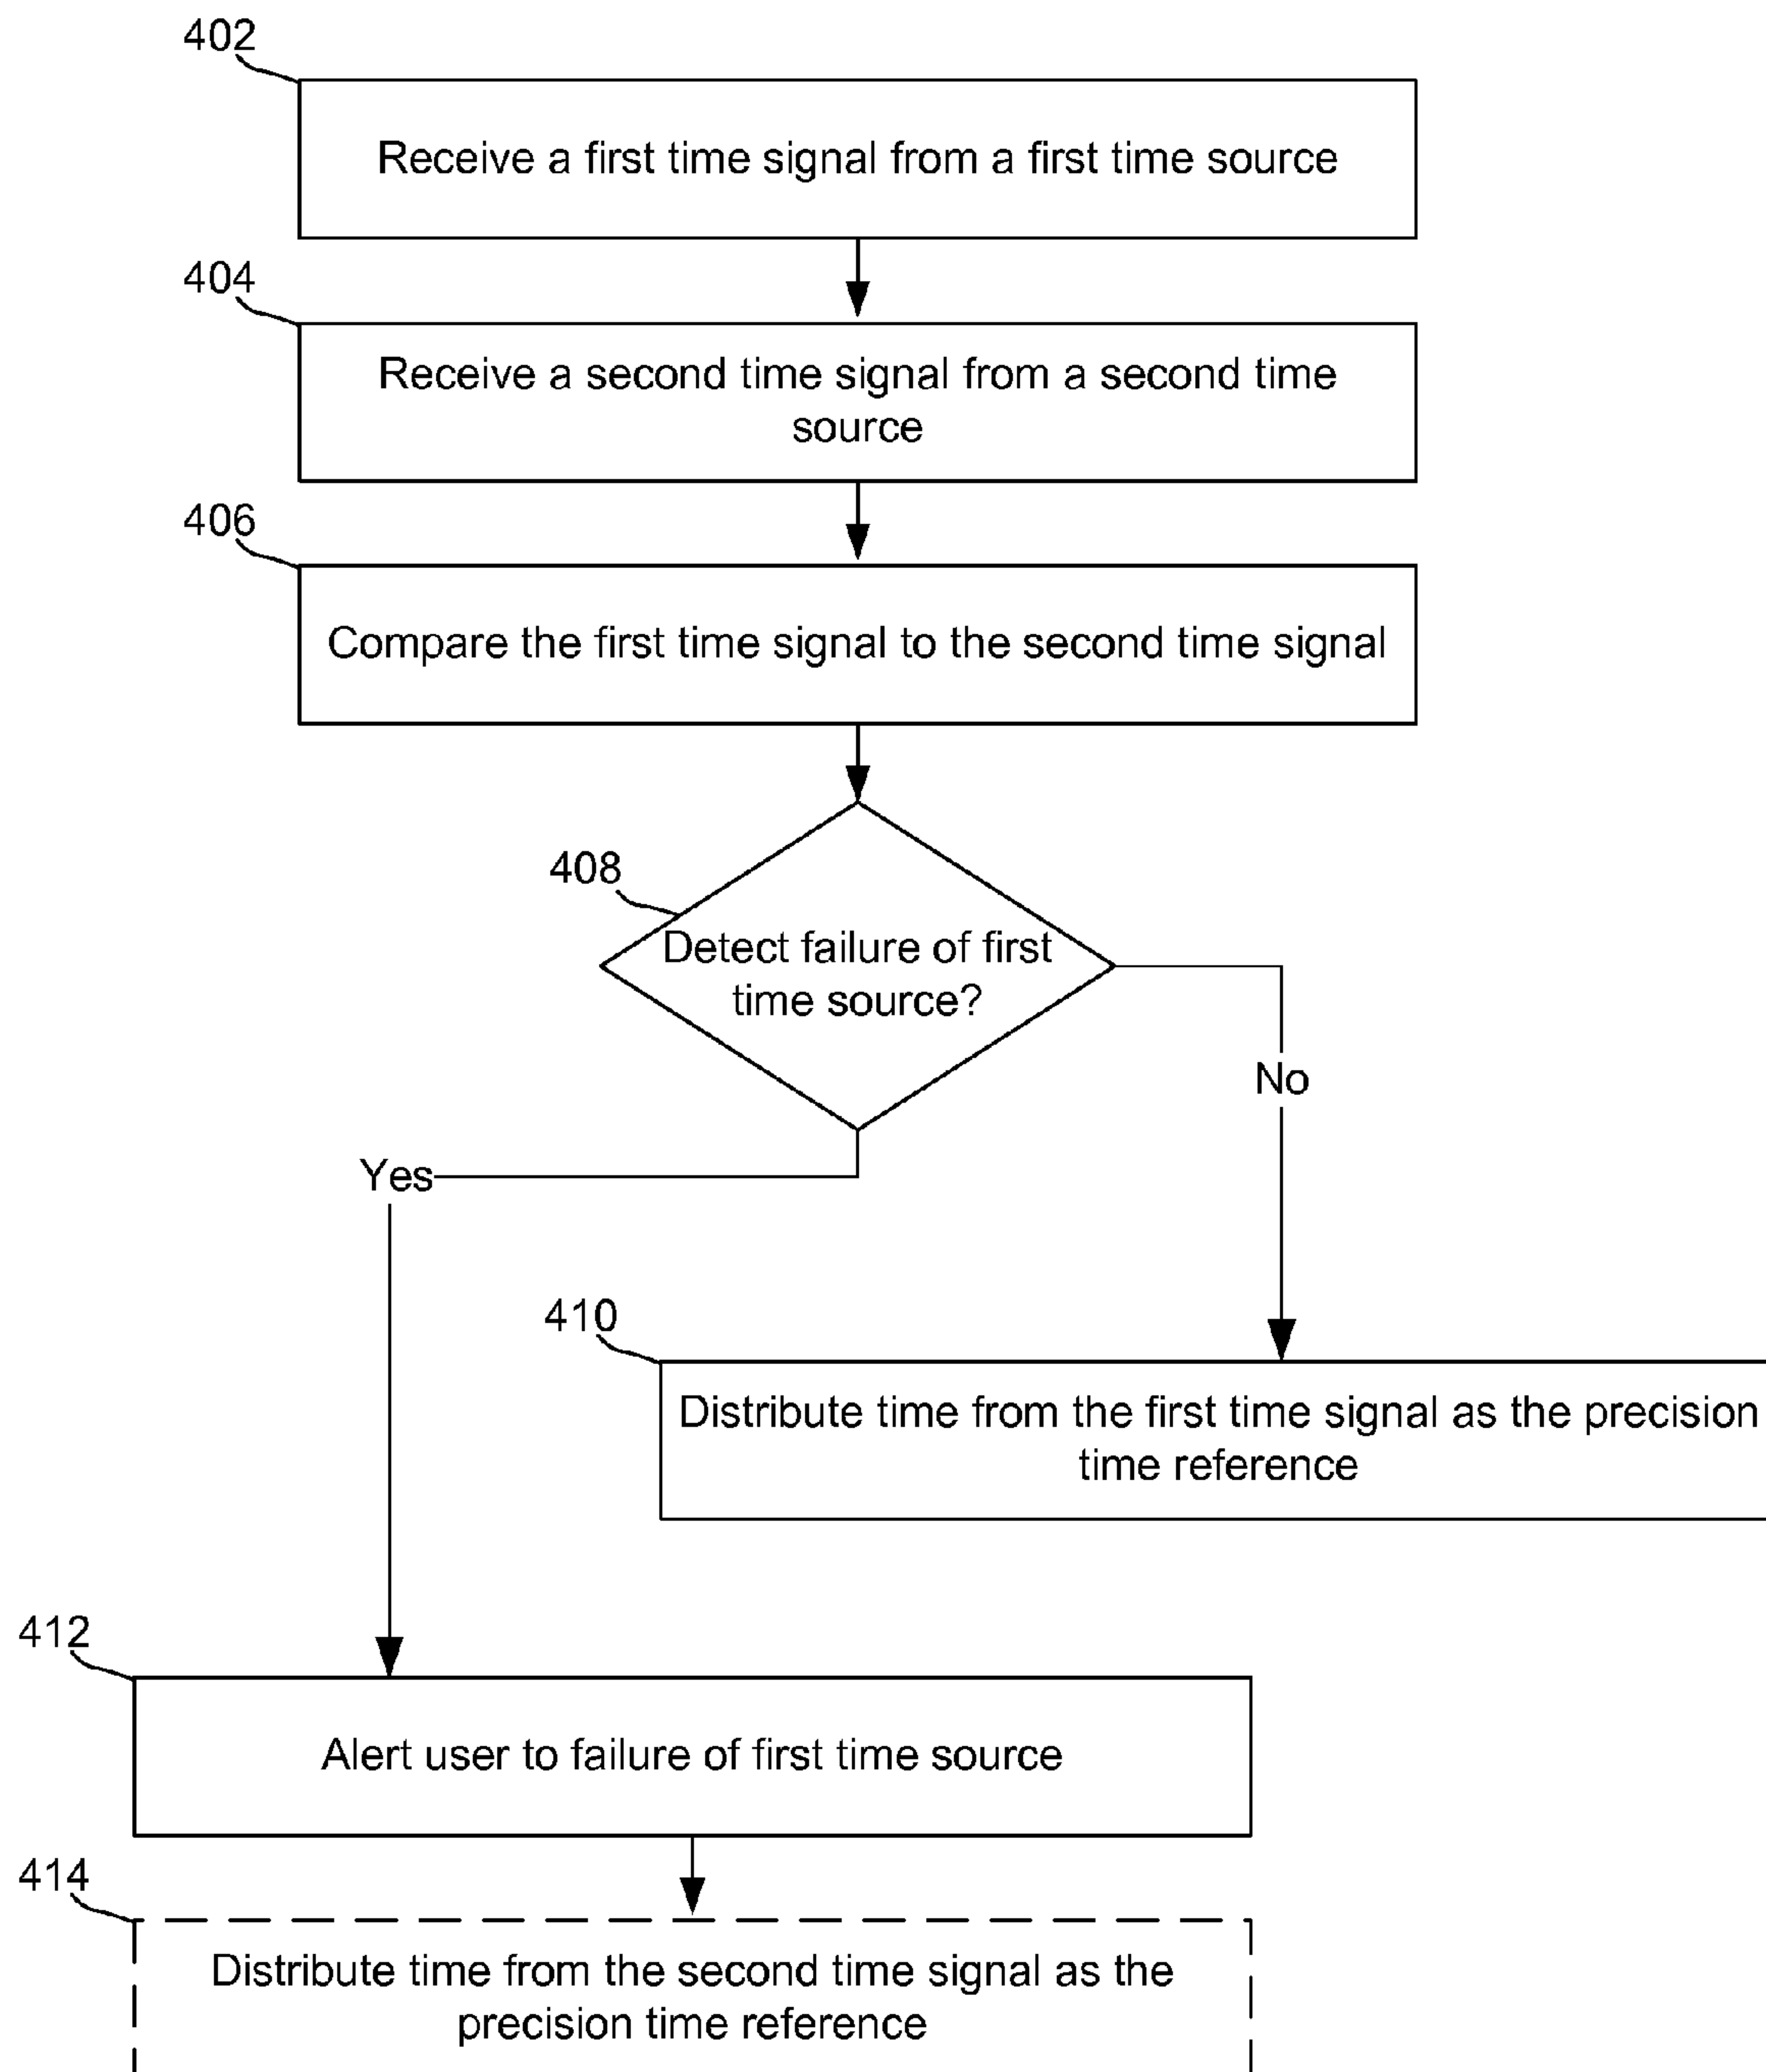 402
Receive a first time signal from a first time source
404
Receive a second time signal from a second time
source
406
Compare the first time signal to the second time signal
408
Detect failure of first
time source?
No
Yes
410
Distribute time from the first time signal as the precision
time reference
412
Alert user to failure of first time source
414
Distribute time from the second time signal as the
precision time reference